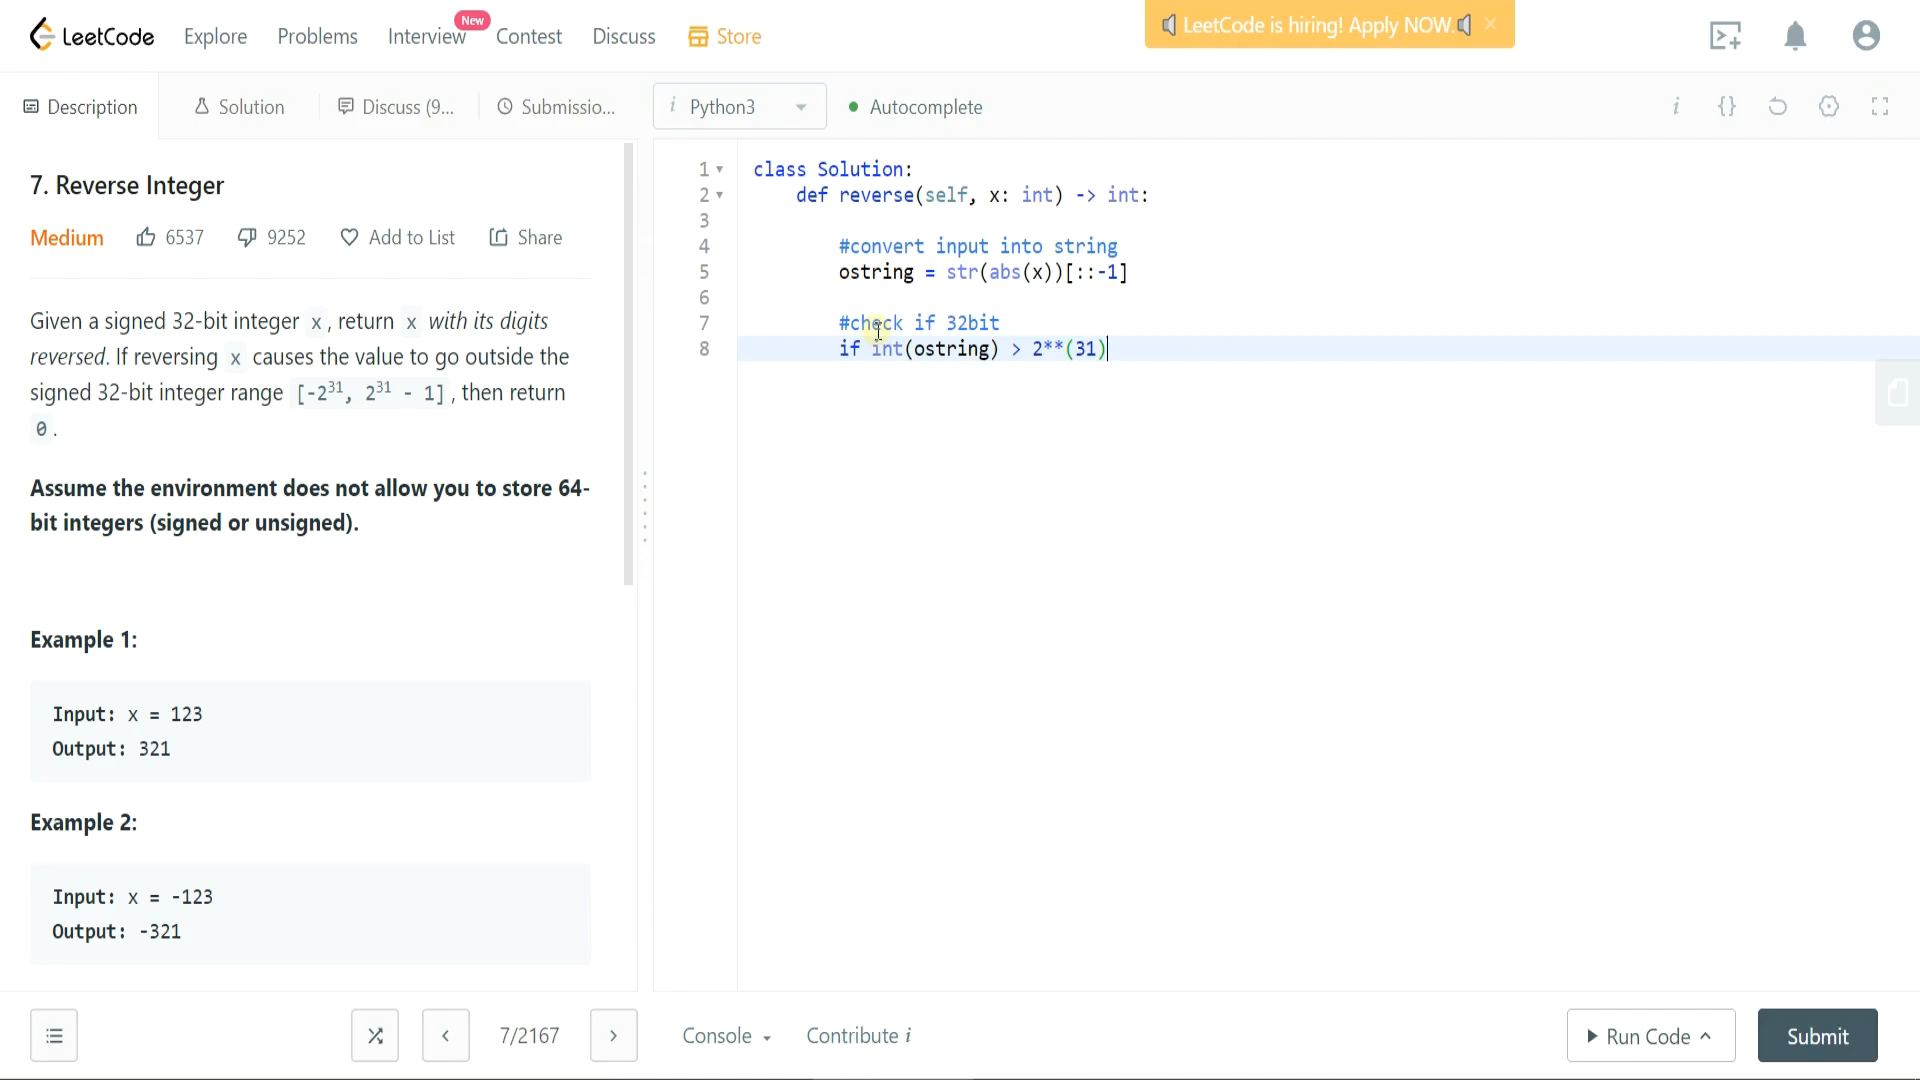 LeetCode Explore Problems Interview New Contest Discuss Store
LeetCode is hiring! Apply NOW. ×
Description Solution Discuss (9... Submissio...
i Python3 Autocomplete i {}
7. Reverse Integer
Medium 6537 9252 Add to List Share
Given a signed 32-bit integer x, return x with its digits
reversed. If reversing x causes the value to go outside the
signed 32-bit integer range [-2³¹, 2³¹ - 1], then return
0.
Assume the environment does not allow you to store 64-
bit integers (signed or unsigned).
Example 1:
Input: x = 123
Output: 321
Example 2:
Input: x = -123
Output: -321
1 class Solution:
2     def reverse(self, x: int) -> int:
3
4         #convert input into string
5         ostring = str(abs(x))[::-1]
6
7         #check if 32bit
8         if int(ostring) > 2**(31)
7/2167
Console Contribute i
Run Code Submit